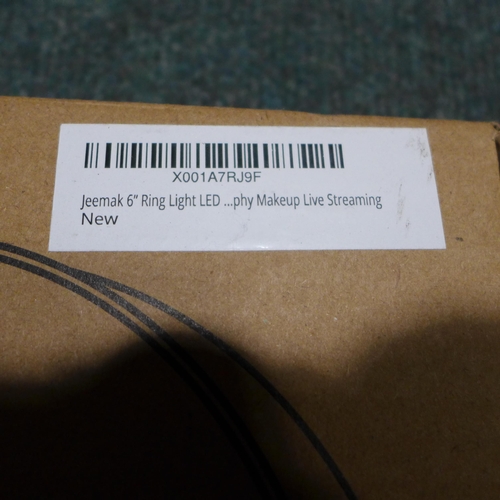 X001A7RJ9F
Jeemak 6” Ring Light LED ...phy Makeup Live Streaming
New